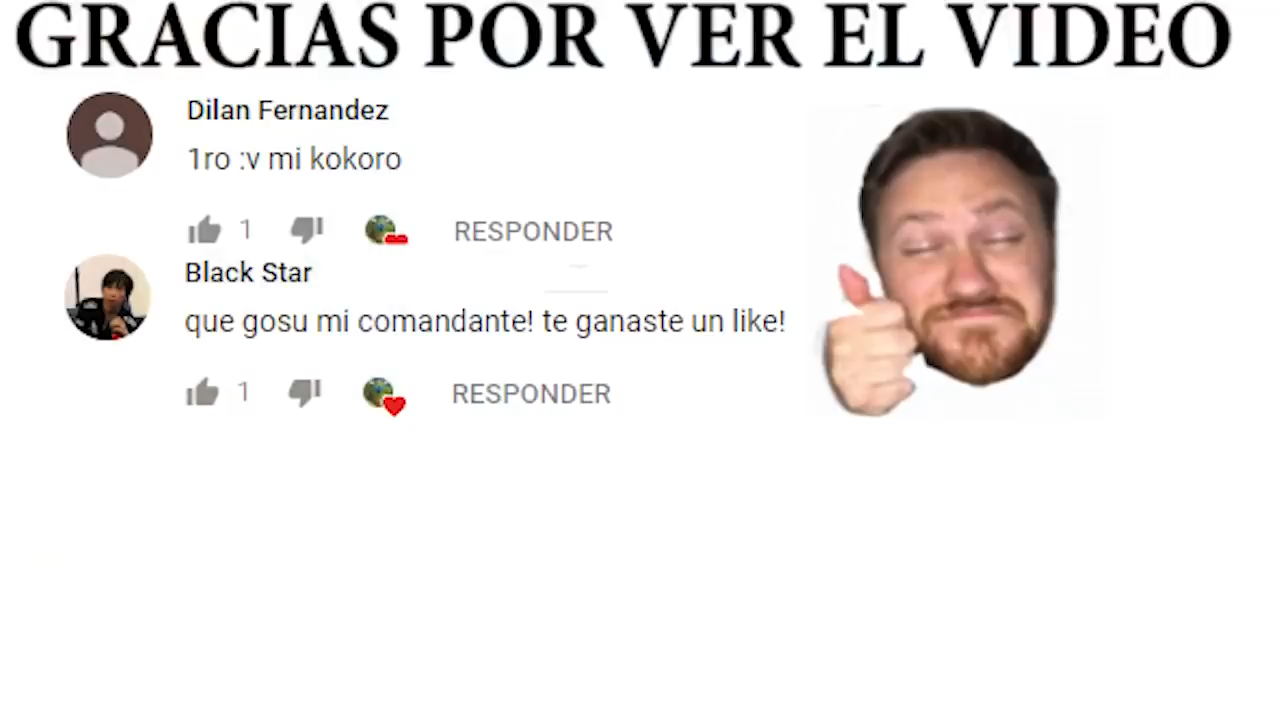 GRACIAS POR VER EL VIDEO
Dilan Fernandez
1ro :v mi kokoro
1
RESPONDER
Black Star
que gosu mi comandante! te ganaste un like!
1
RESPONDER